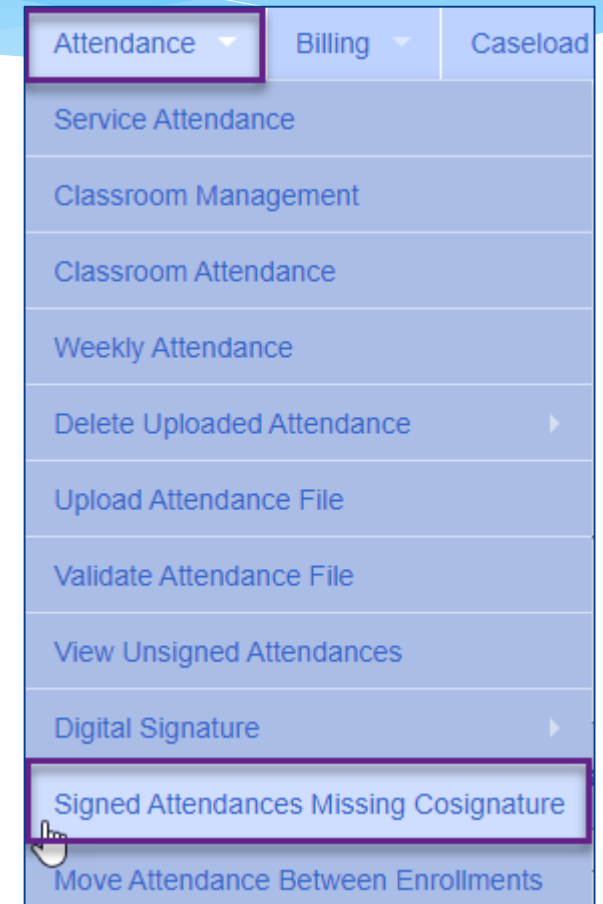 Attendance Billing Caseload
Service Attendance
Classroom Management
Classroom Attendance
Weekly Attendance
Delete Uploaded Attendance
Upload Attendance File
Validate Attendance File
View Unsigned Attendances
Digital Signature
Signed Attendances Missing Cosignature
Move Attendance Between Enrollments